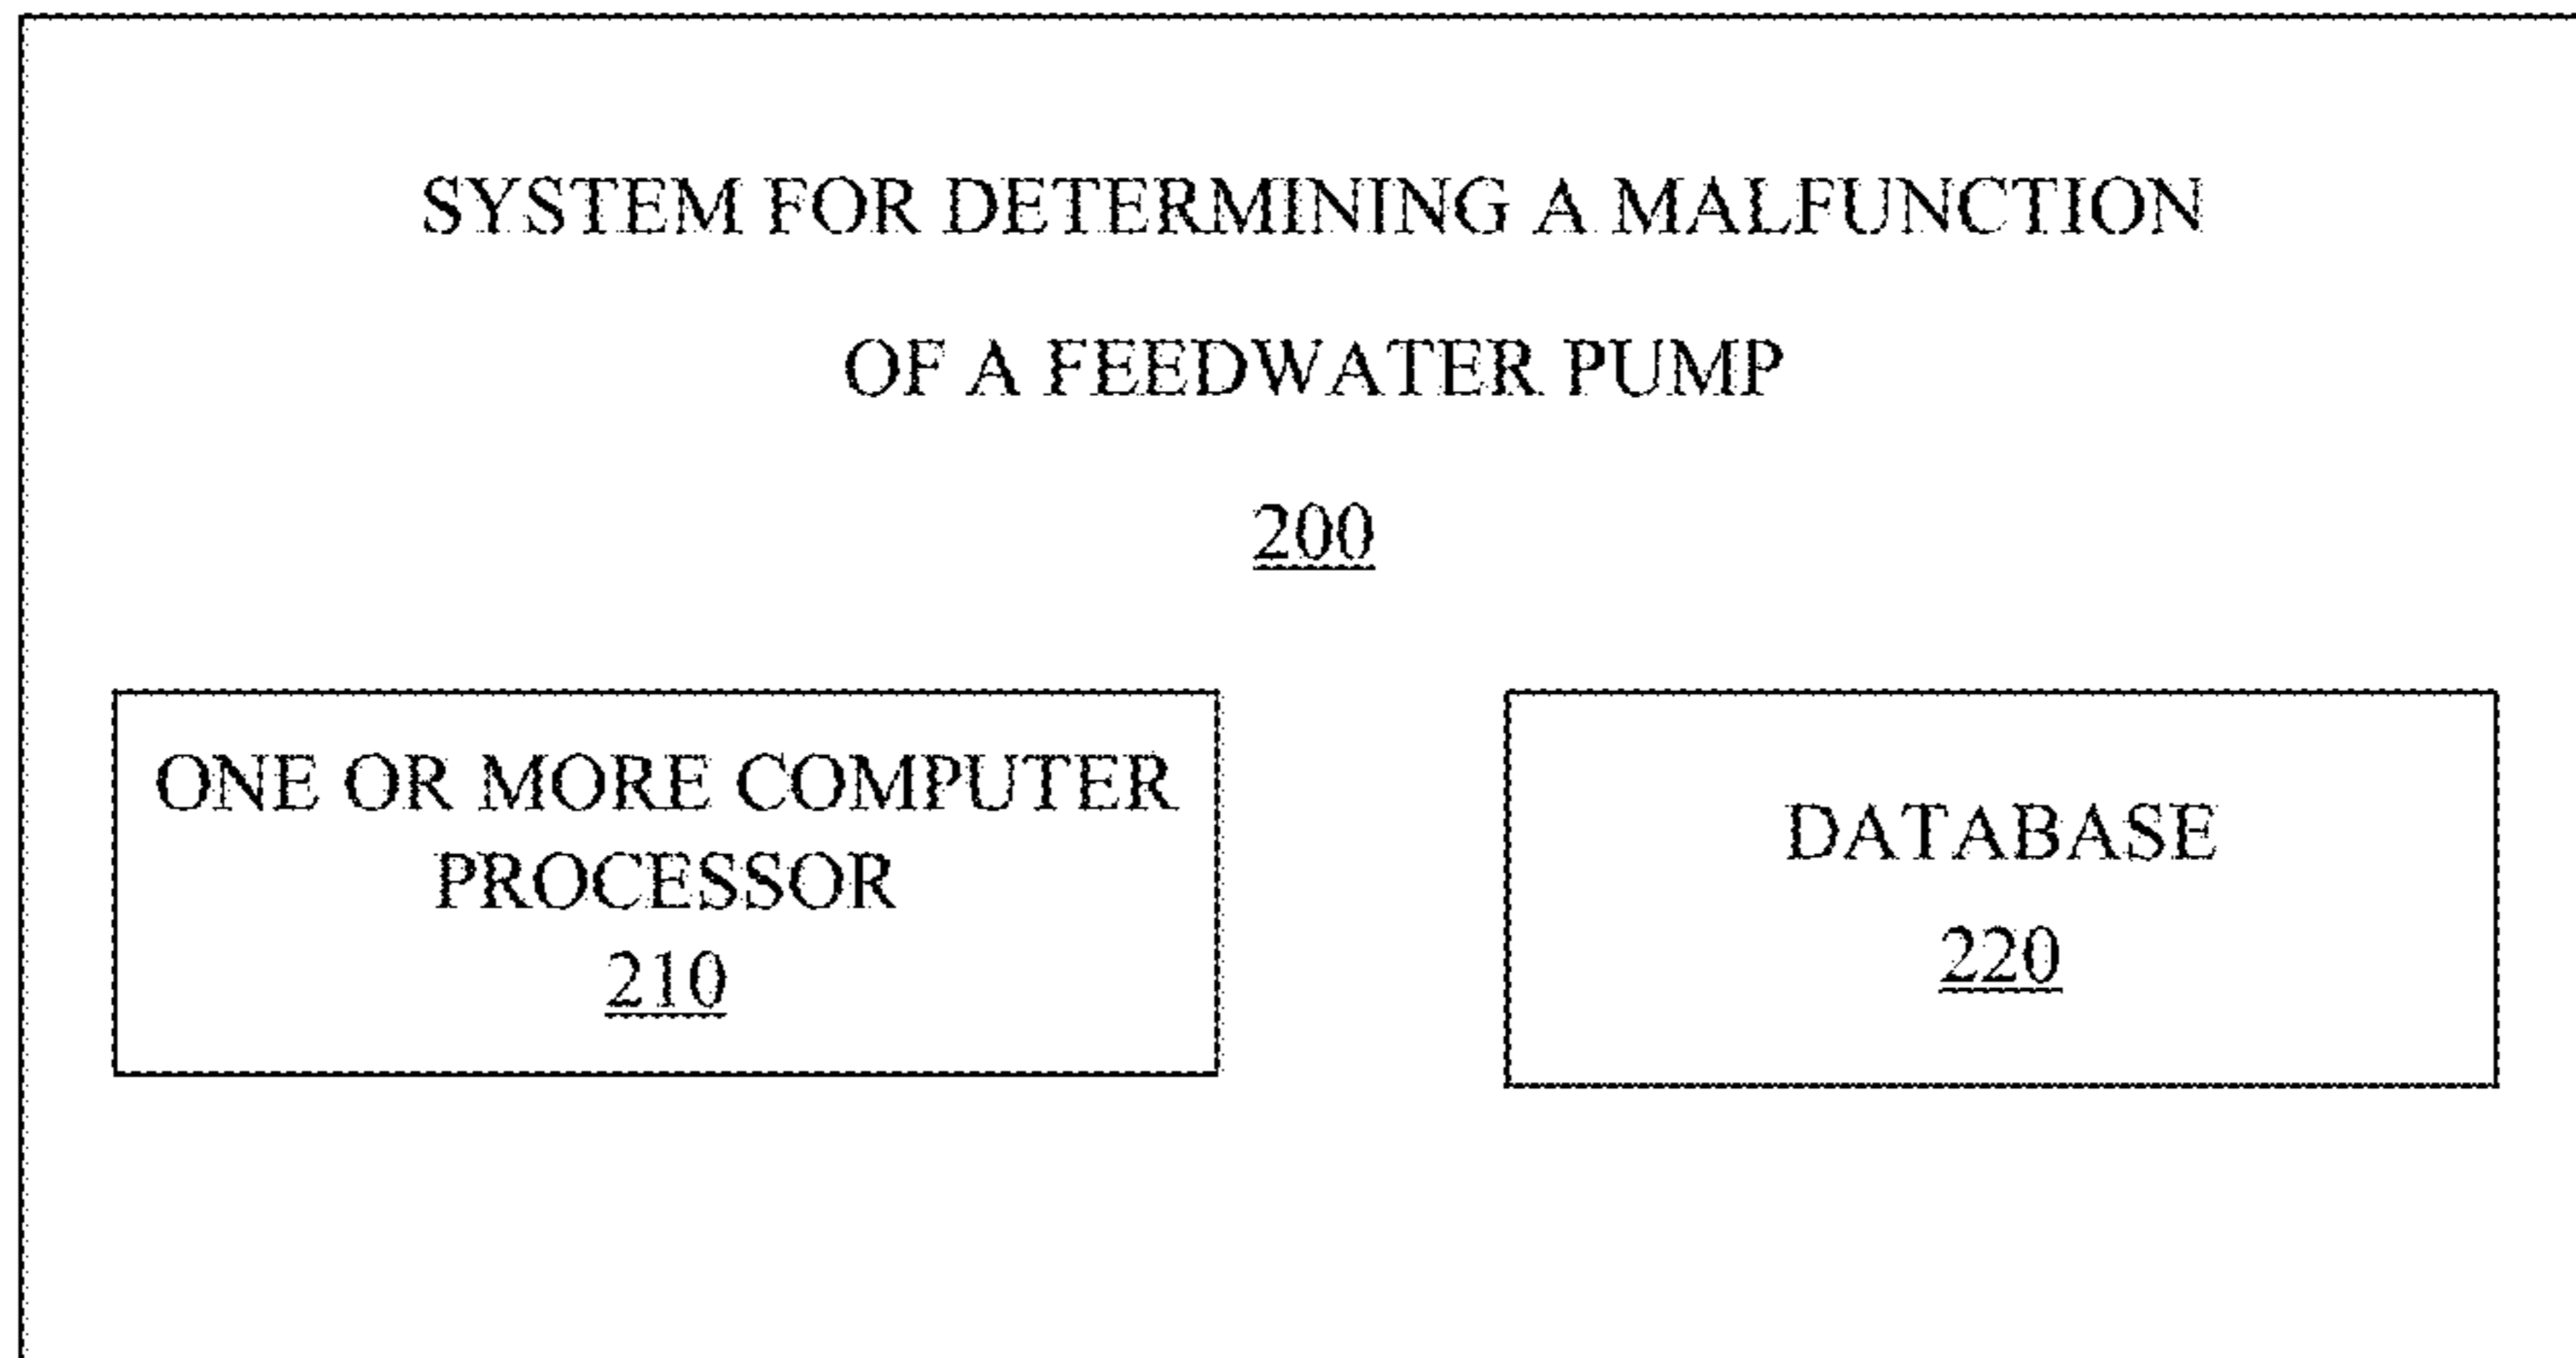 SYSTEM FOR DETERMINING A MALFUNCTION
OF A FEEDWATER PUMP
200
ONE OR MORE COMPUTER
PROCESSOR
210
DATABASE
220